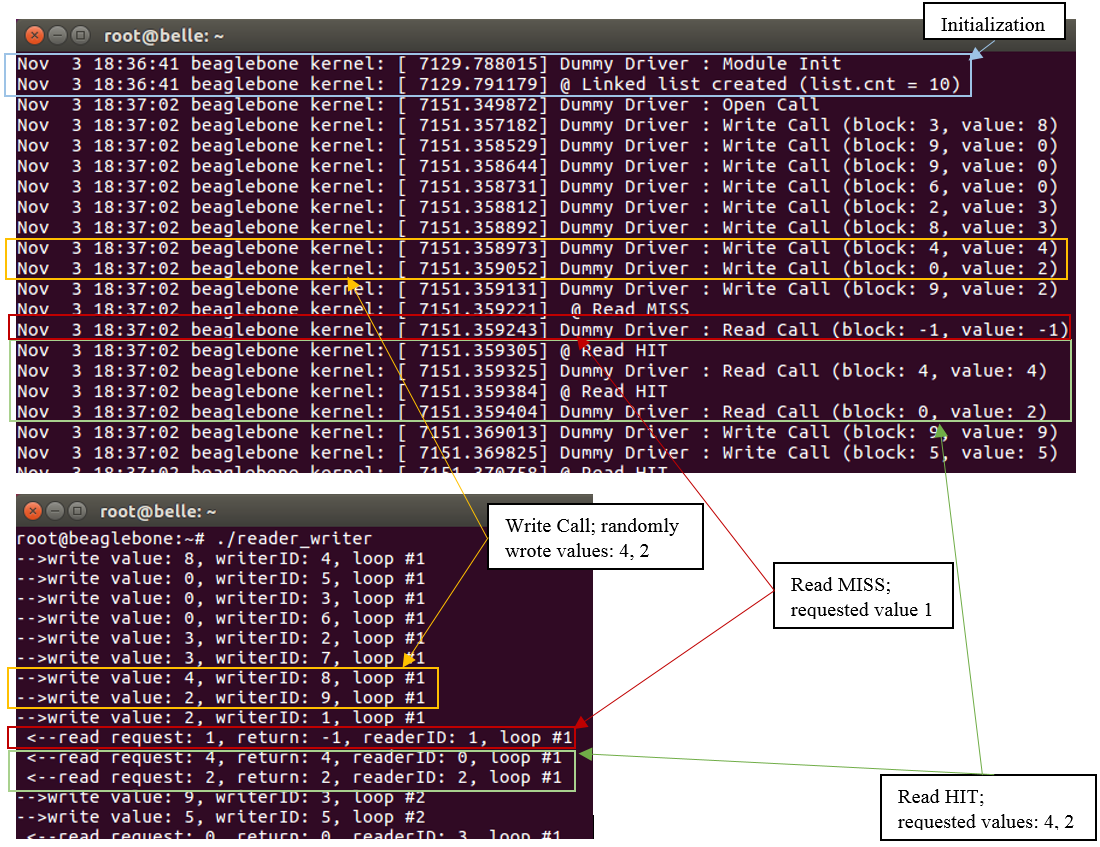 Initialization
root@belle: ~
Nov  3 18:36:41 beaglebone kernel: [ 7129.788015] Dummy Driver : Module Init
Nov  3 18:36:41 beaglebone kernel: [ 7129.791179] @ Linked list created (list.cnt = 10)
Nov  3 18:37:02 beaglebone kernel: [ 7151.349872] Dummy Driver : Open Call
Nov  3 18:37:02 beaglebone kernel: [ 7151.357182] Dummy Driver : Write Call (block: 3, value: 8)
Nov  3 18:37:02 beaglebone kernel: [ 7151.358529] Dummy Driver : Write Call (block: 9, value: 0)
Nov  3 18:37:02 beaglebone kernel: [ 7151.358644] Dummy Driver : Write Call (block: 9, value: 0)
Nov  3 18:37:02 beaglebone kernel: [ 7151.358731] Dummy Driver : Write Call (block: 6, value: 0)
Nov  3 18:37:02 beaglebone kernel: [ 7151.358812] Dummy Driver : Write Call (block: 2, value: 3)
Nov  3 18:37:02 beaglebone kernel: [ 7151.358892] Dummy Driver : Write Call (block: 8, value: 3)
Nov  3 18:37:02 beaglebone kernel: [ 7151.358973] Dummy Driver : Write Call (block: 4, value: 4)
Nov  3 18:37:02 beaglebone kernel: [ 7151.359052] Dummy Driver : Write Call (block: 0, value: 2)
Nov  3 18:37:02 beaglebone kernel: [ 7151.359131] Dummy Driver : Write Call (block: 9, value: 2)
Nov  3 18:37:02 beaglebone kernel: [ 7151.359221]  @ Read MISS
Nov  3 18:37:02 beaglebone kernel: [ 7151.359243] Dummy Driver : Read Call (block: -1, value: -1)
Nov  3 18:37:02 beaglebone kernel: [ 7151.359305] @ Read HIT
Nov  3 18:37:02 beaglebone kernel: [ 7151.359325] Dummy Driver : Read Call (block: 4, value: 4)
Nov  3 18:37:02 beaglebone kernel: [ 7151.359384] @ Read HIT
Nov  3 18:37:02 beaglebone kernel: [ 7151.359404] Dummy Driver : Read Call (block: 0, value: 2)
Nov  3 18:37:02 beaglebone kernel: [ 7151.369013] Dummy Driver : Write Call (block: 9, value: 9)
Nov  3 18:37:02 beaglebone kernel: [ 7151.369825] Dummy Driver : Write Call (block: 5, value: 5)
Nov  3 18:37:02 beaglebone kernel: [ 7151.370758] @ Read HIT
root@belle: ~
root@beaglebone:~# ./reader_writer
-->write value: 8, writerID: 4, loop #1
-->write value: 0, writerID: 5, loop #1
-->write value: 0, writerID: 3, loop #1
-->write value: 0, writerID: 6, loop #1
-->write value: 3, writerID: 2, loop #1
-->write value: 3, writerID: 7, loop #1
-->write value: 4, writerID: 8, loop #1
-->write value: 2, writerID: 9, loop #1
-->write value: 2, writerID: 1, loop #1
<--read request: 1, return: -1, readerID: 1, loop #1
<--read request: 4, return: 4, readerID: 0, loop #1
<--read request: 2, return: 2, readerID: 2, loop #1
-->write value: 9, writerID: 3, loop #2
-->write value: 5, writerID: 5, loop #2
<--read request: 0, return: 0, readerID: 3, loop #1
Write Call; randomly
wrote values: 4, 2
Read MISS;
requested value 1
Read HIT;
requested values: 4, 2